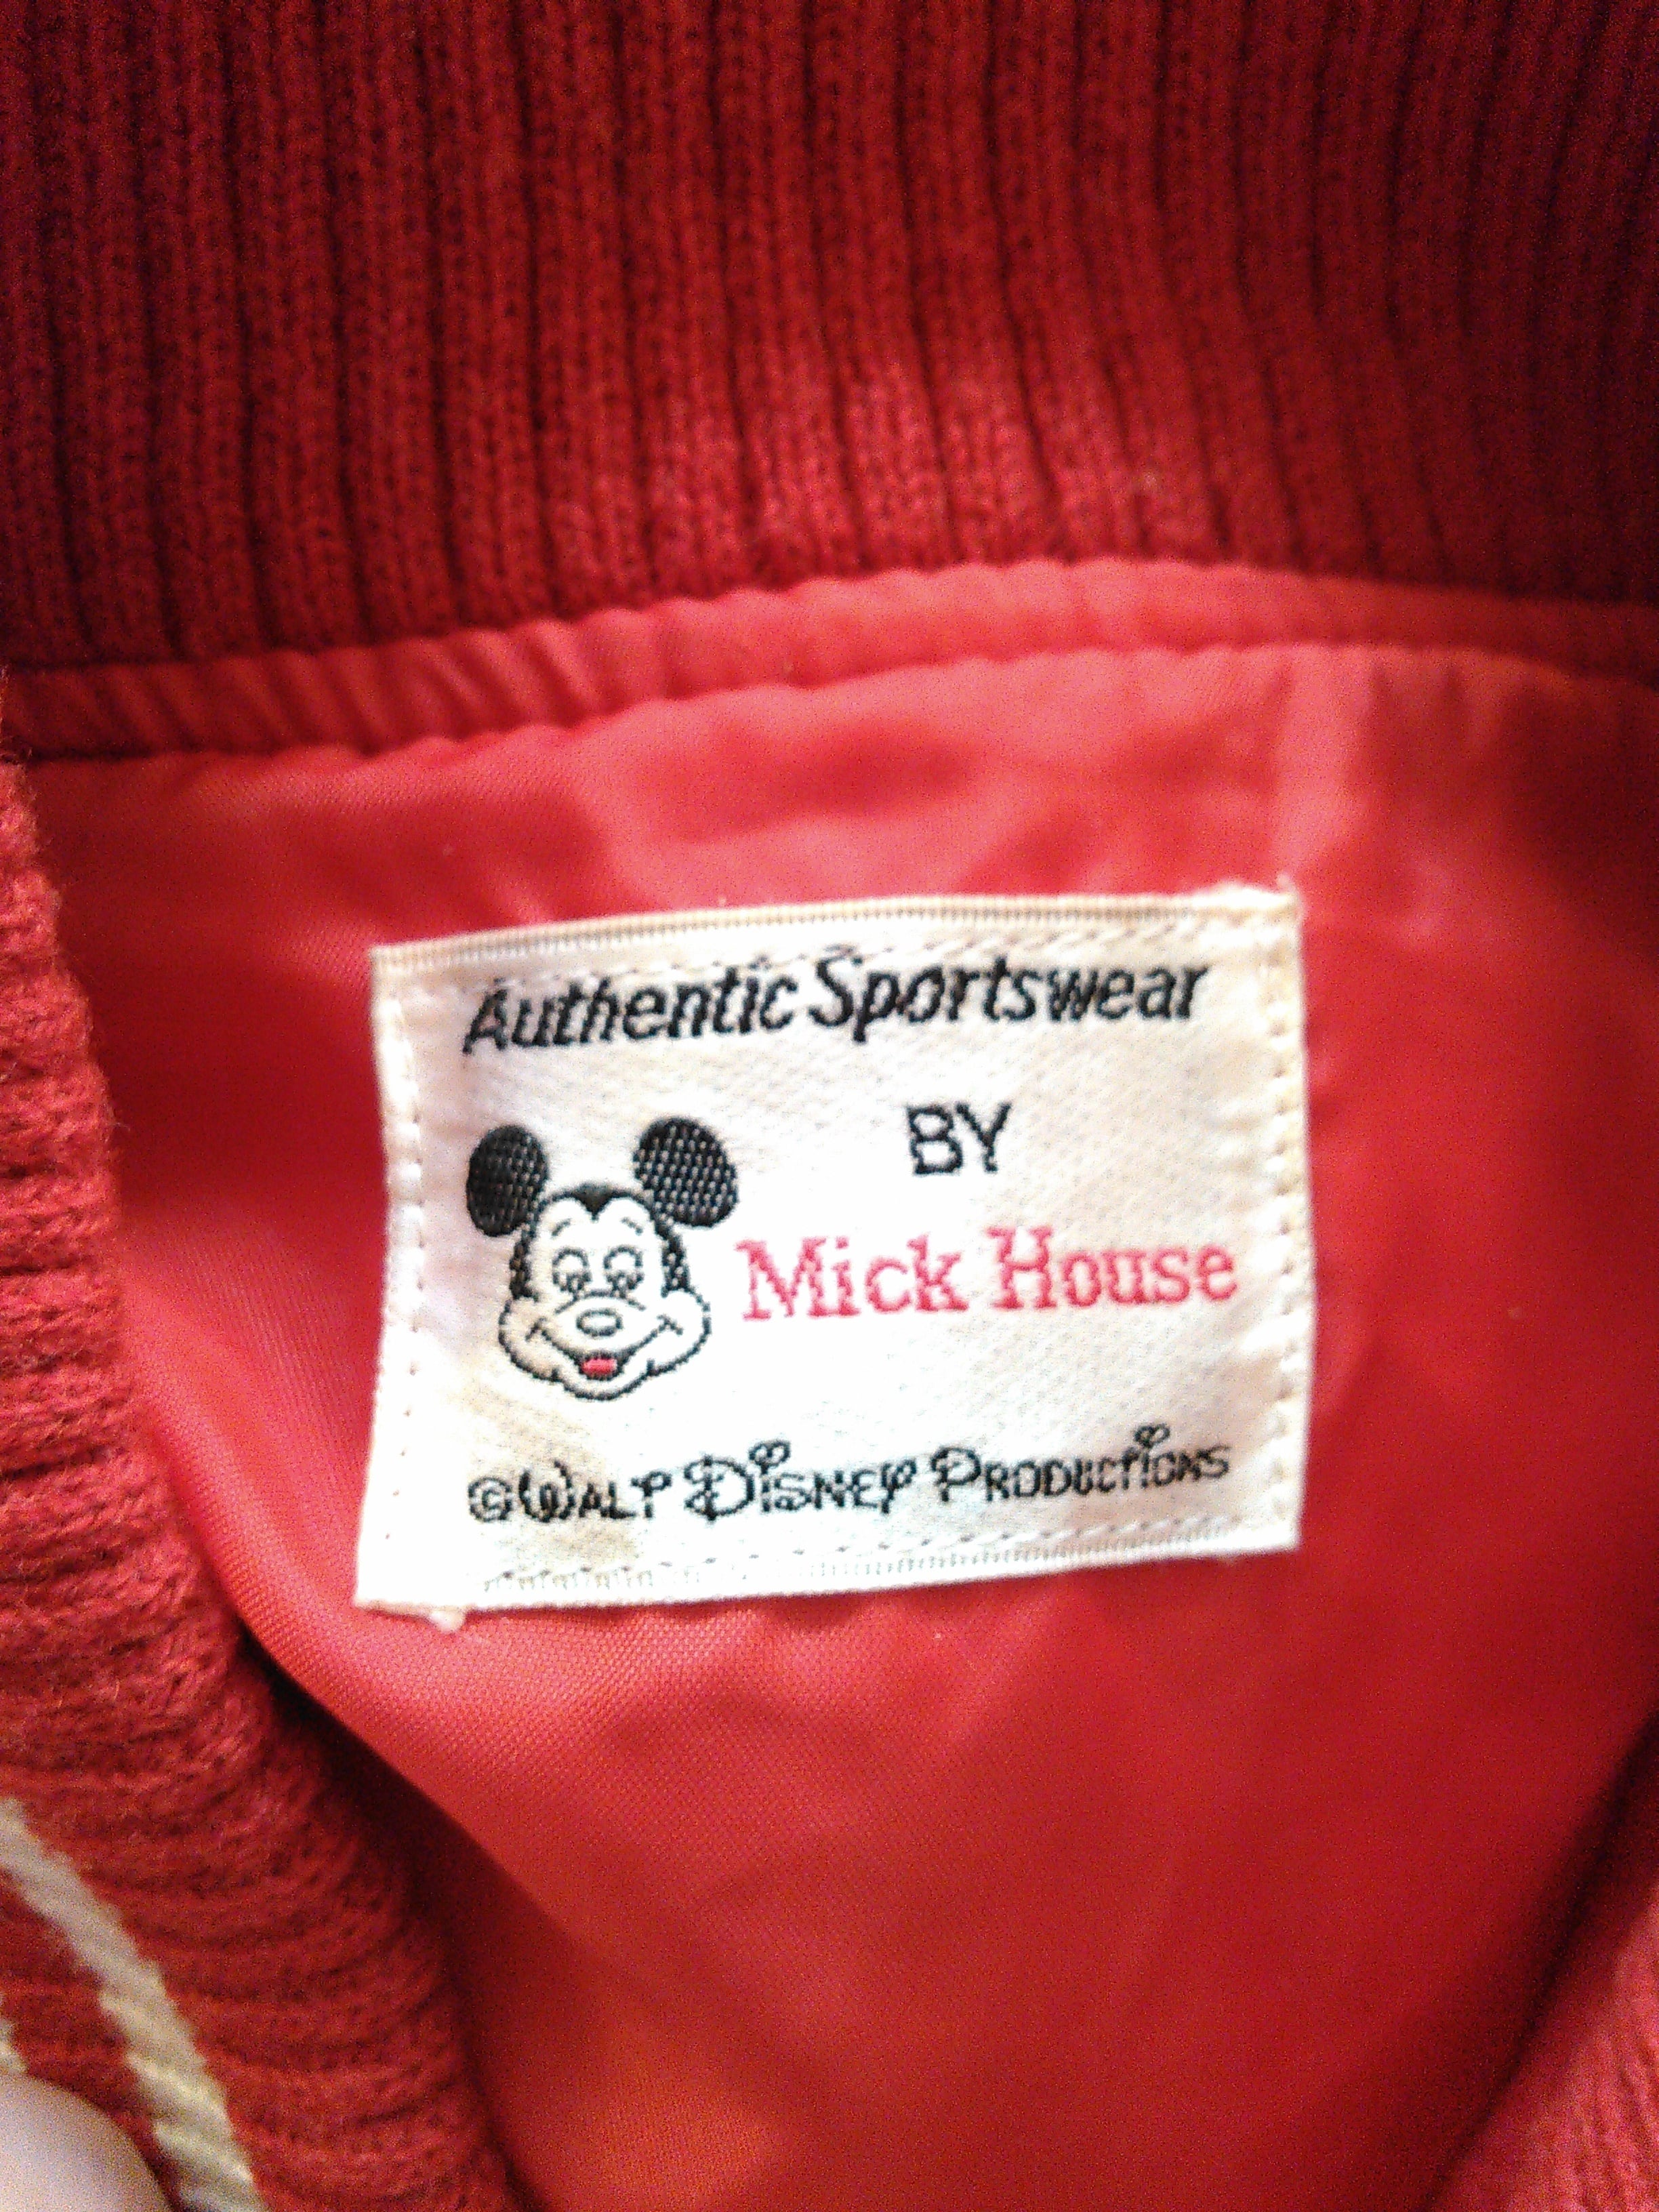 Authentic Sportswear
BY
Mick House
©WALT DISNEY PRODUCTIONS